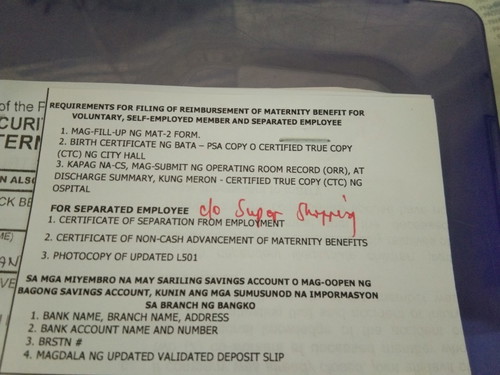 REQUIREMENTS FOR FILING OF REIMBURSEMENT OF MATERNITY BENEFIT FOR
VOLUNTARY, SELF-EMPLOYED MEMBER AND SEPARATED EMPLOYEE
1. MAG-FILL-UP NG MAT-2 FORM.
2. BIRTH CERTIFICATE NG BATA – PSA COPY O CERTIFIED TRUE COPY
(CTC) NG CITY HALL
3. KAPAG NA-CS, MAG-SUBMIT NG OPERATING ROOM RECORD (ORR), AT
DISCHARGE SUMMARY, KUNG MERON - CERTIFIED TRUE COPY (CTC) NG
OSPITAL
FOR SEPARATED EMPLOYEE c/o Super Shopping
1. CERTIFICATE OF SEPARATION FROM EMPLOYMENT
2. CERTIFICATE OF NON-CASH ADVANCEMENT OF MATERNITY BENEFITS
3. PHOTOCOPY OF UPDATED L501
SA MGA MIYEMBRO NA MAY SARILING SAVINGS ACCOUNT O MAG-OOPEN NG
BAGONG SAVINGS ACCOUNT, KUNIN ANG MGA SUMUSUNOD NA IMPORMASYON
SA BRANCH NG BANGKO
1. BANK NAME, BRANCH NAME, ADDRESS
2. BANK ACCOUNT NAME AND NUMBER
3. BRSTN #
4. MAGDALA NG UPDATED VALIDATED DEPOSIT SLIP